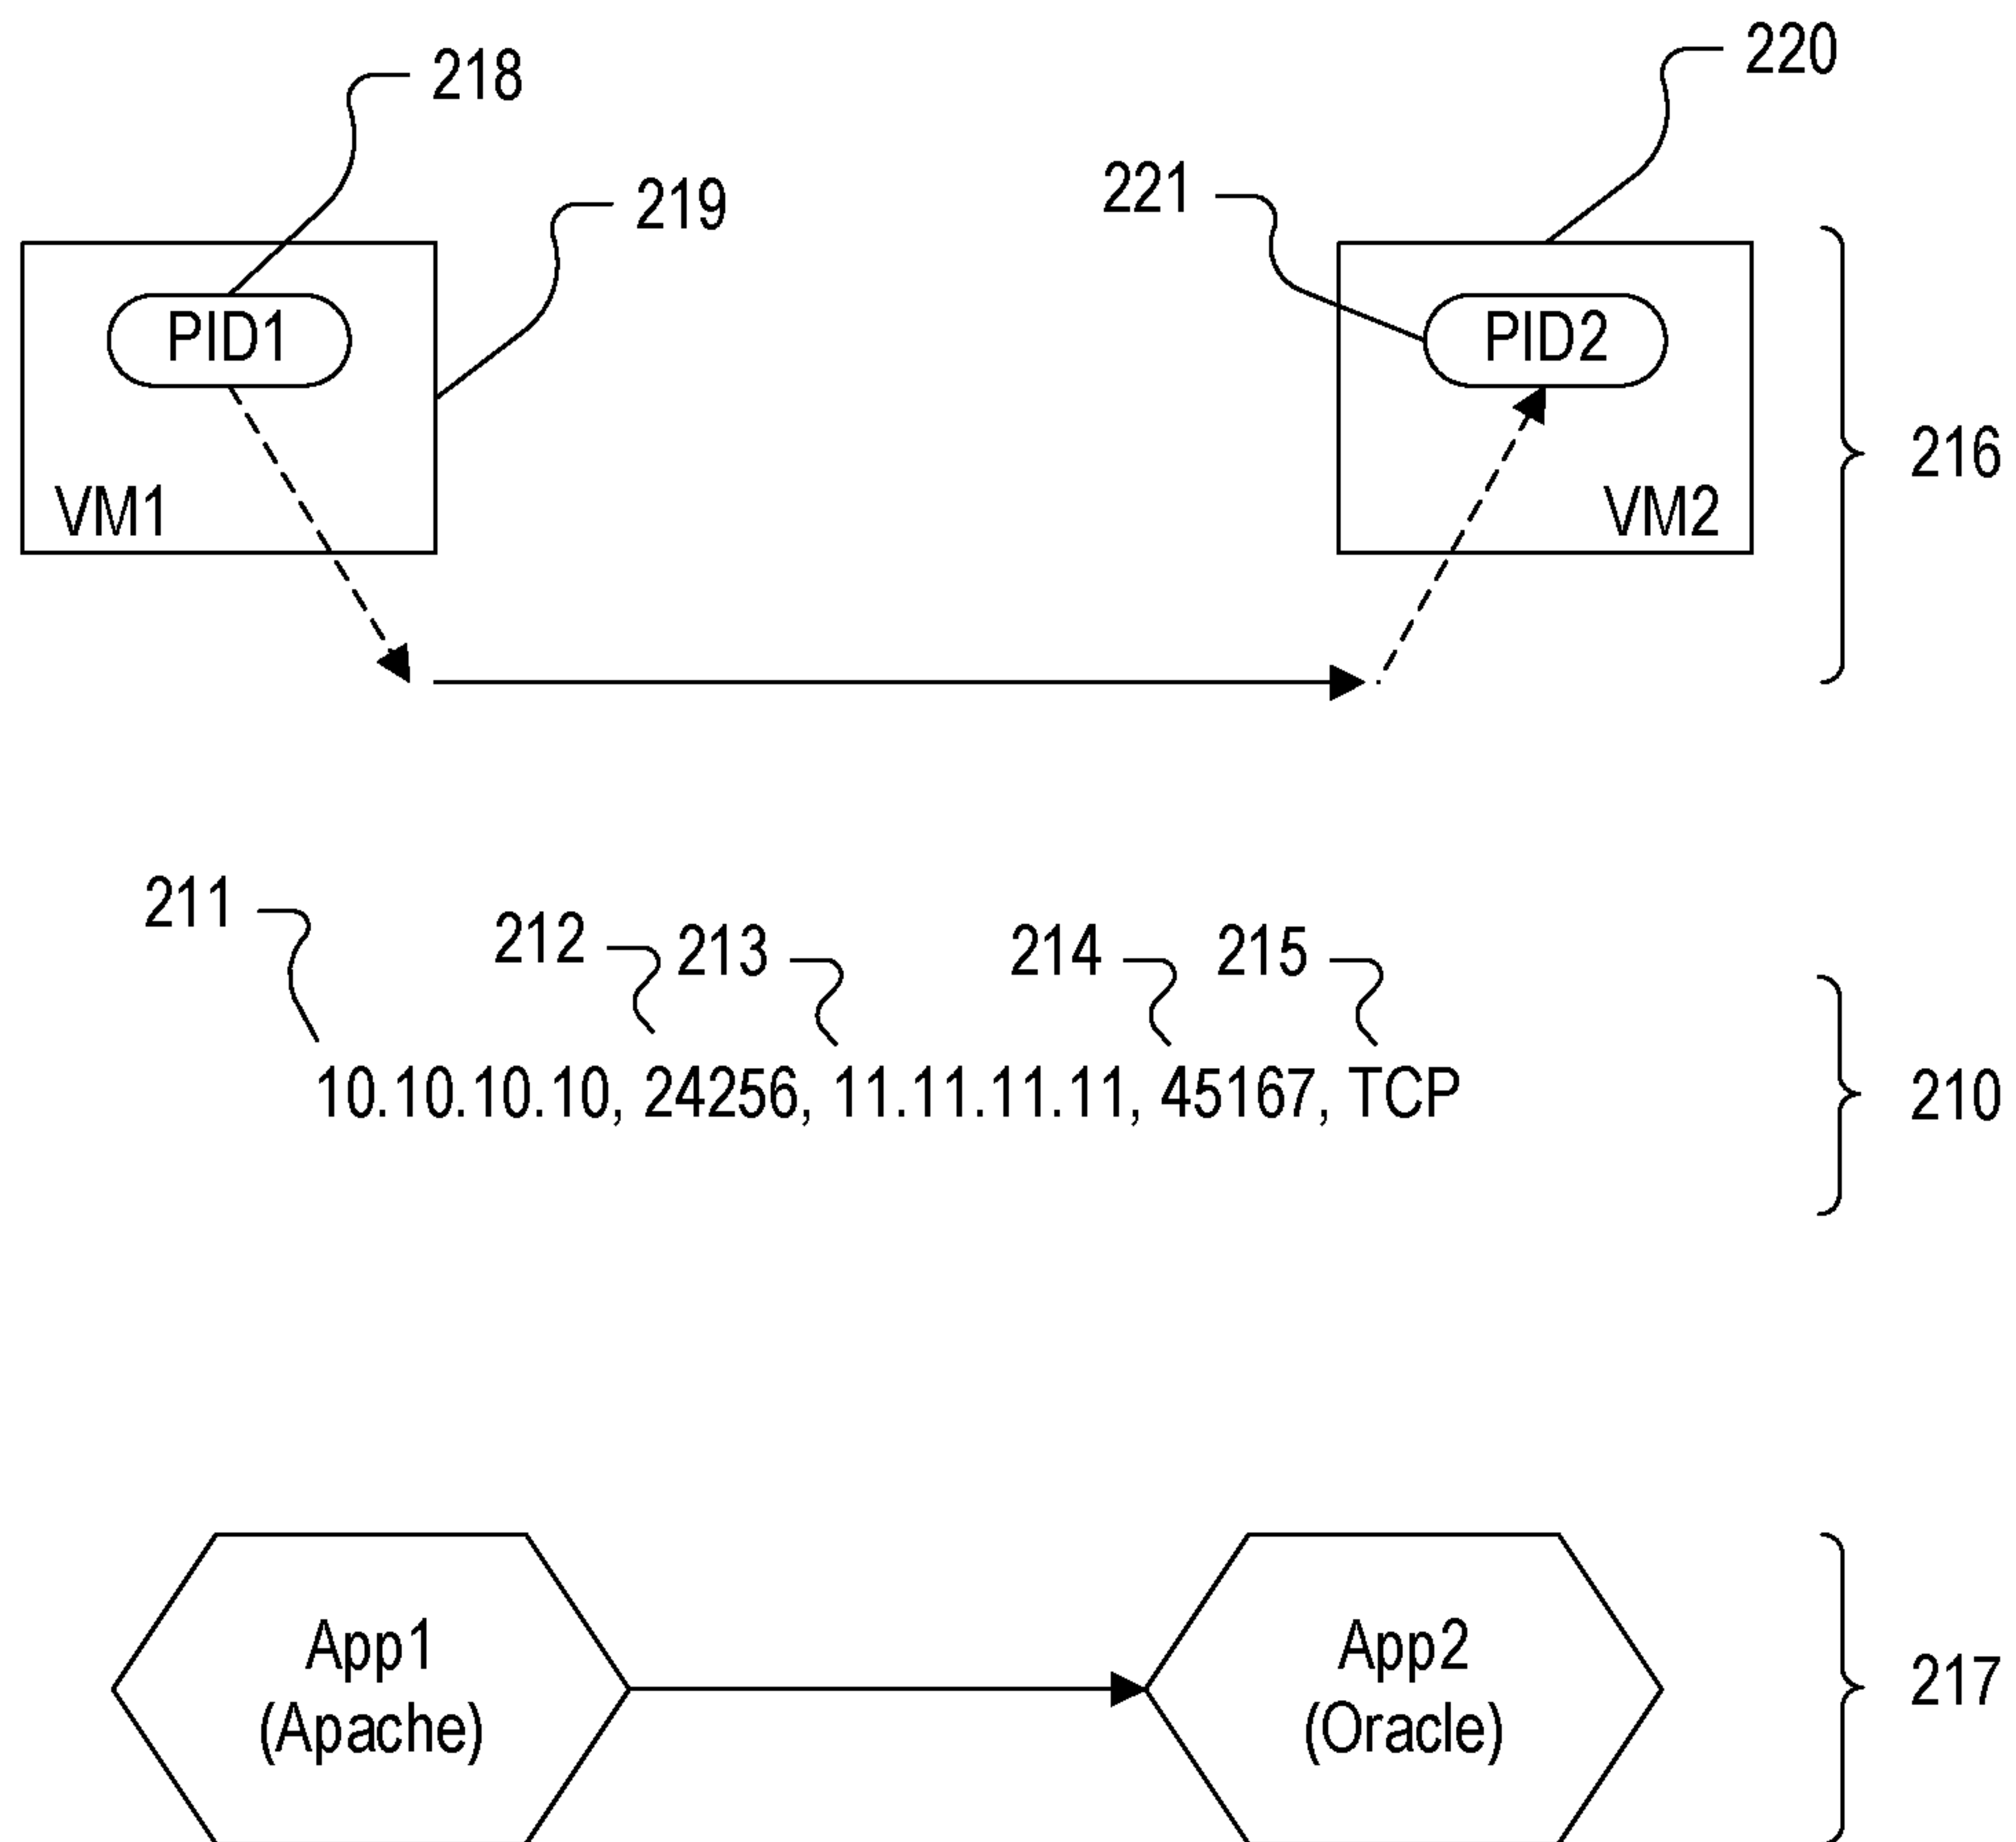 220
218
221
219
PID1
PID2
216
VM1
VM2
211
212
213
214
215
10.10.10.10, 24256, 11.11.11.11, 45167, TCP
210
App1
(Apache)
App2
(Oracle)
217